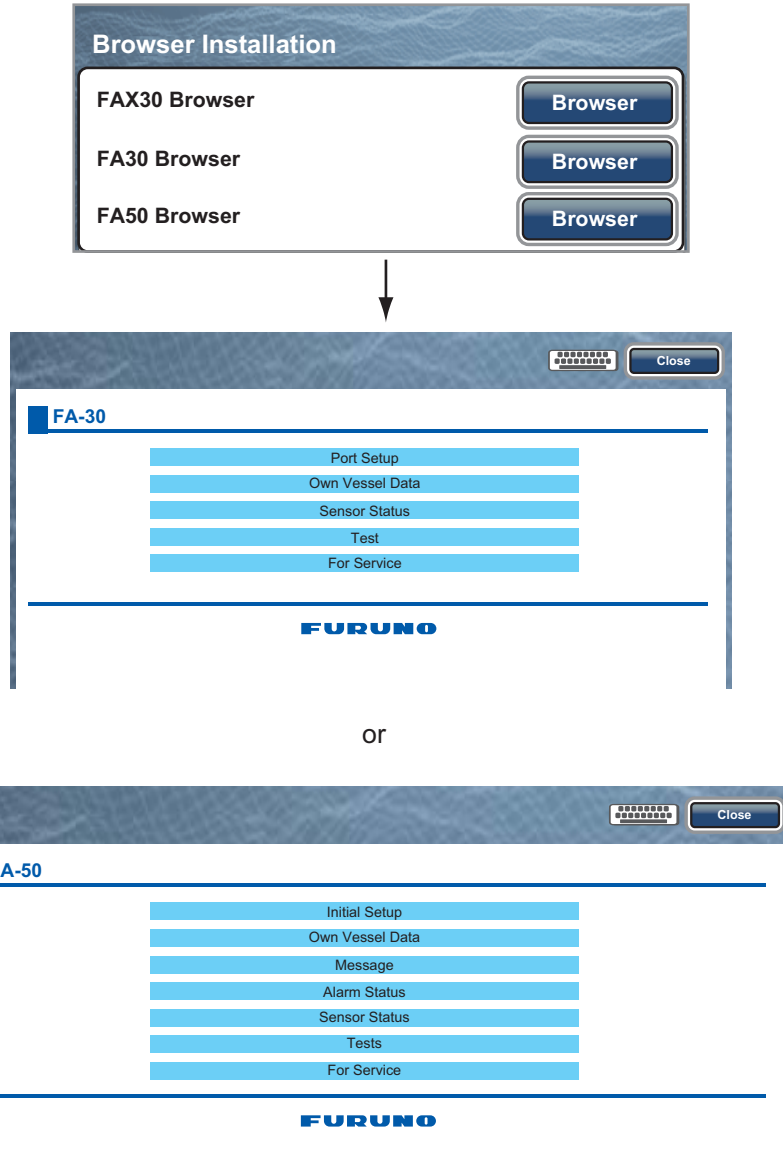 Browser Installation
FAX30 Browser Browser
FA30 Browser Browser
FA50 Browser Browser
Close
FA-30
Port Setup
Own Vessel Data
Sensor Status
Test
For Service
FURUNO
or
Close
A-50
Initial Setup
Own Vessel Data
Message
Alarm Status
Sensor Status
Tests
For Service
FURUNO